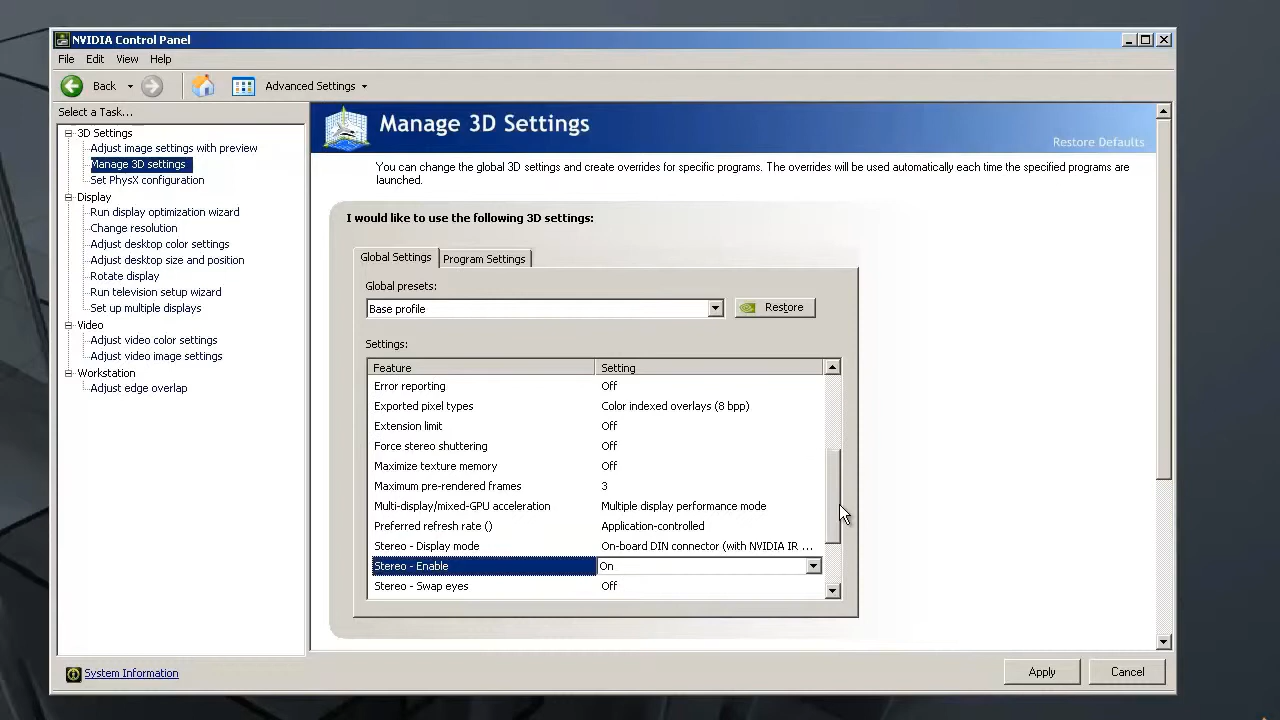 NVIDIA Control Panel
File Edit View Help
Back Advanced Settings
Select a Task...
3D Settings
Adjust image settings with preview
Manage 3D settings
Set PhysX configuration
Display
Run display optimization wizard
Change resolution
Adjust desktop color settings
Adjust desktop size and position
Rotate display
Run television setup wizard
Set up multiple displays
Video
Adjust video color settings
Adjust video image settings
Workstation
Adjust edge overlap
System Information
Manage 3D Settings
Restore Defaults
You can change the global 3D settings and create overrides for specific programs. The overrides will be used automatically each time the specified programs are
launched.
I would like to use the following 3D settings:
Global Settings Program Settings
Global presets:
Base profile Restore
Settings:
Feature Setting
Error reporting Off
Exported pixel types Color indexed overlays (8 bpp)
Extension limit Off
Force stereo shuttering Off
Maximize texture memory Off
Maximum pre-rendered frames 3
Multi-display/mixed-GPU acceleration Multiple display performance mode
Preferred refresh rate () Application-controlled
Stereo - Display mode On-board DIN connector (with NVIDIA IR ...
Stereo - Enable On
Stereo - Swap eyes Off
Apply Cancel